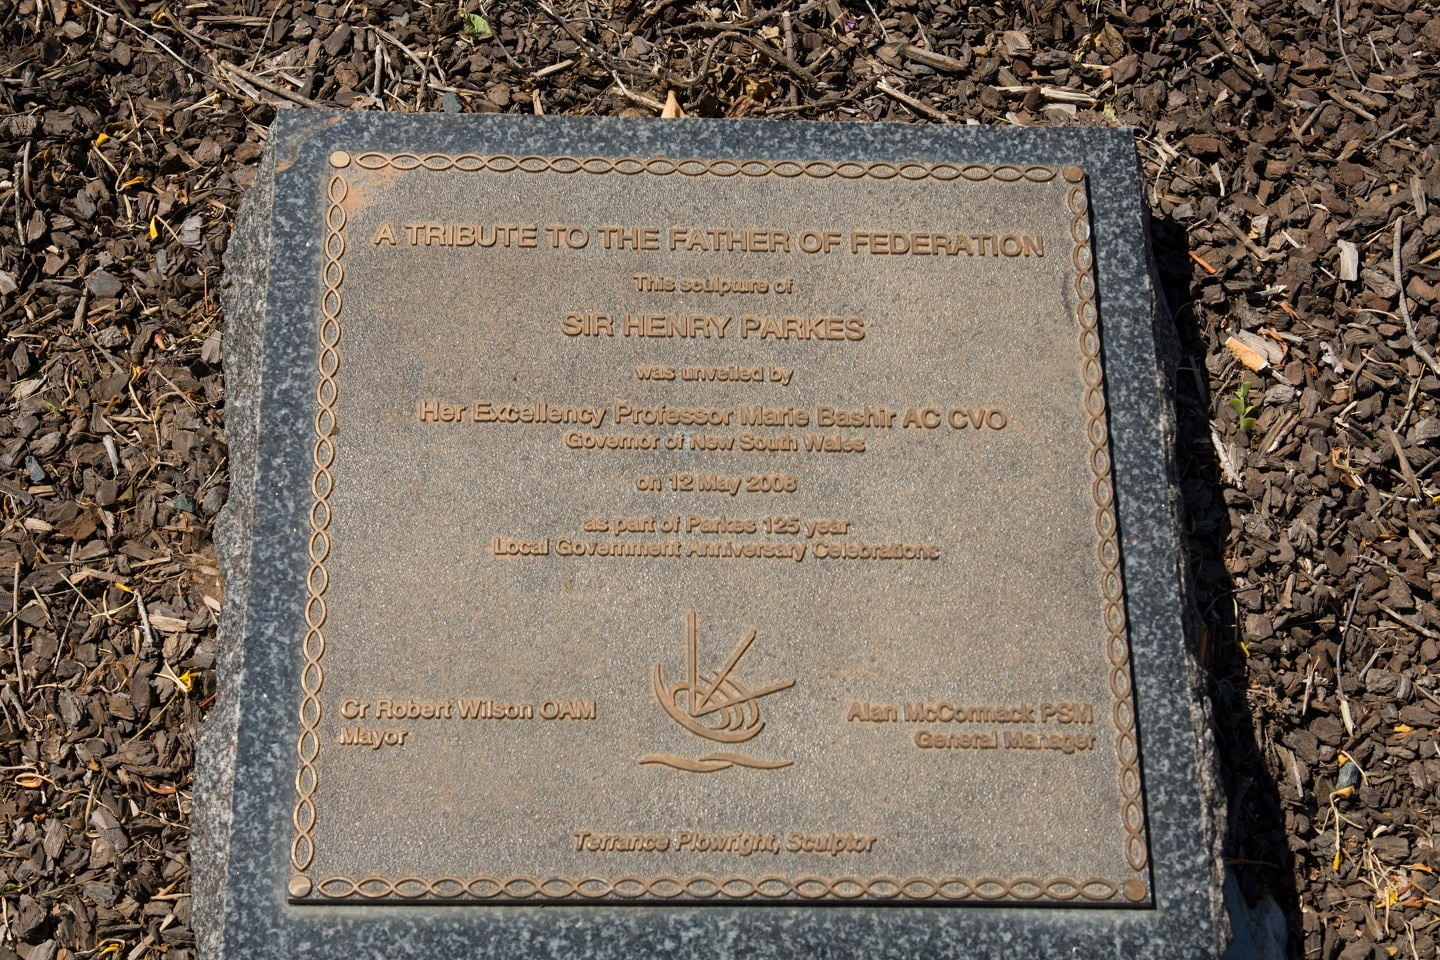 A TRIBUTE TO THE FATHER OF FEDERATION
This sculpture of
SIR HENRY PARKES
was unveiled by
Her Excellency Professor Marie Bashir AC CVO
Governor of New South Wales
on 12 May 2008
as part of Parkes 125 year
Local Government Anniversary Celebrations
Cr Robert Wilson OAM
Mayor
Alan McCormack PSM
General Manager
Terrance Plowright, Sculptor